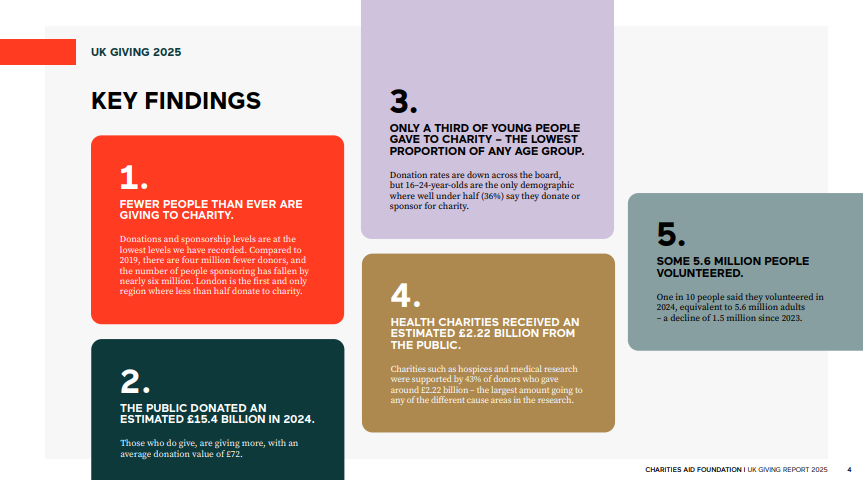 UK GIVING 2025
KEY FINDINGS
1.
FEWER PEOPLE THAN EVER ARE
GIVING TO CHARITY.
Donations and sponsorship levels are at the
lowest levels we have recorded. Compared to
2019, there are four million fewer donors, and
the number of people sponsoring has fallen by
nearly six million. London is the first and only
region where less than half donate to charity.
2.
THE PUBLIC DONATED AN
ESTIMATED £15.4 BILLION IN 2024.
Those who do give, are giving more, with an
average donation value of £72.
3.
ONLY A THIRD OF YOUNG PEOPLE
GAVE TO CHARITY – THE LOWEST
PROPORTION OF ANY AGE GROUP.
Donation rates are down across the board,
but 16–24-year-olds are the only demographic
where well under half (36%) say they donate or
sponsor for charity.
4.
HEALTH CHARITIES RECEIVED AN
ESTIMATED £2.22 BILLION FROM
THE PUBLIC.
Charities such as hospices and medical research
were supported by 43% of donors who gave
around £2.22 billion – the largest amount going to
any of the different cause areas in the research.
5.
SOME 5.6 MILLION PEOPLE
VOLUNTEERED.
One in 10 people said they volunteered in
2024, equivalent to 5.6 million adults
– a decline of 1.5 million since 2023.
CHARITIES AID FOUNDATION I UK GIVING REPORT 2025 4